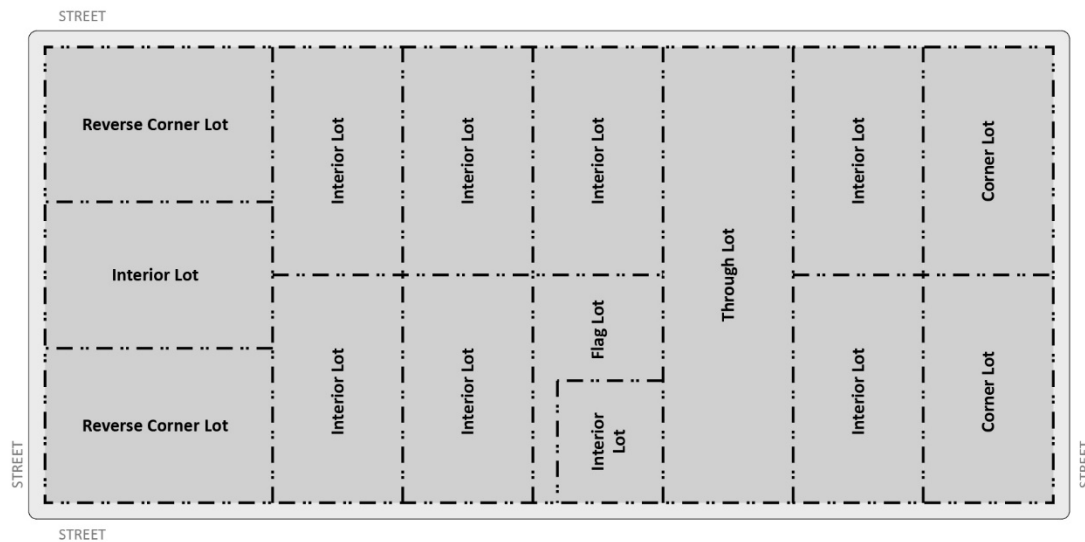 STREET
Reverse Corner Lot
Interior Lot
Interior Lot
Interior Lot
Interior Lot
Corner Lot
Interior Lot
Through Lot
Flag Lot
Reverse Corner Lot
Interior Lot
Interior Lot
Interior
Lot
Interior Lot
Corner Lot
STREET
STREET
STREET